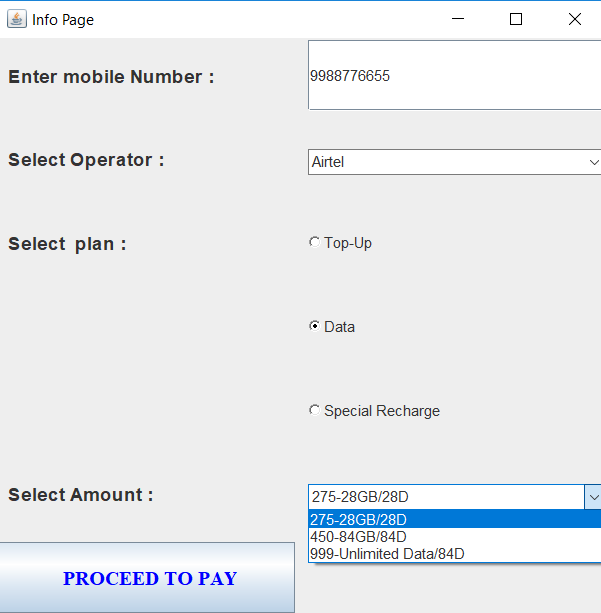 Info Page
Enter mobile Number :
9988776655
Select Operator :
Airtel
Select plan :
Top-Up
Data
Special Recharge
Select Amount :
275-28GB/28D
275-28GB/28D
450-84GB/84D
999-Unlimited Data/84D
PROCEED TO PAY